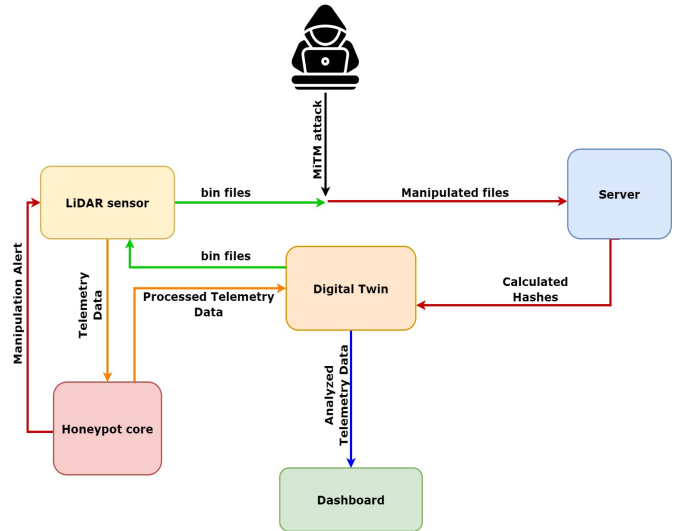 MiTM attack
bin files
Manipulated files
LiDAR sensor
Server
Manipulation Alert
Telemetry
Data
bin files
Processed Telemetry
Data
Digital Twin
Calculated
Hashes
Honeypot core
Analyzed
Telemetry Data
Dashboard